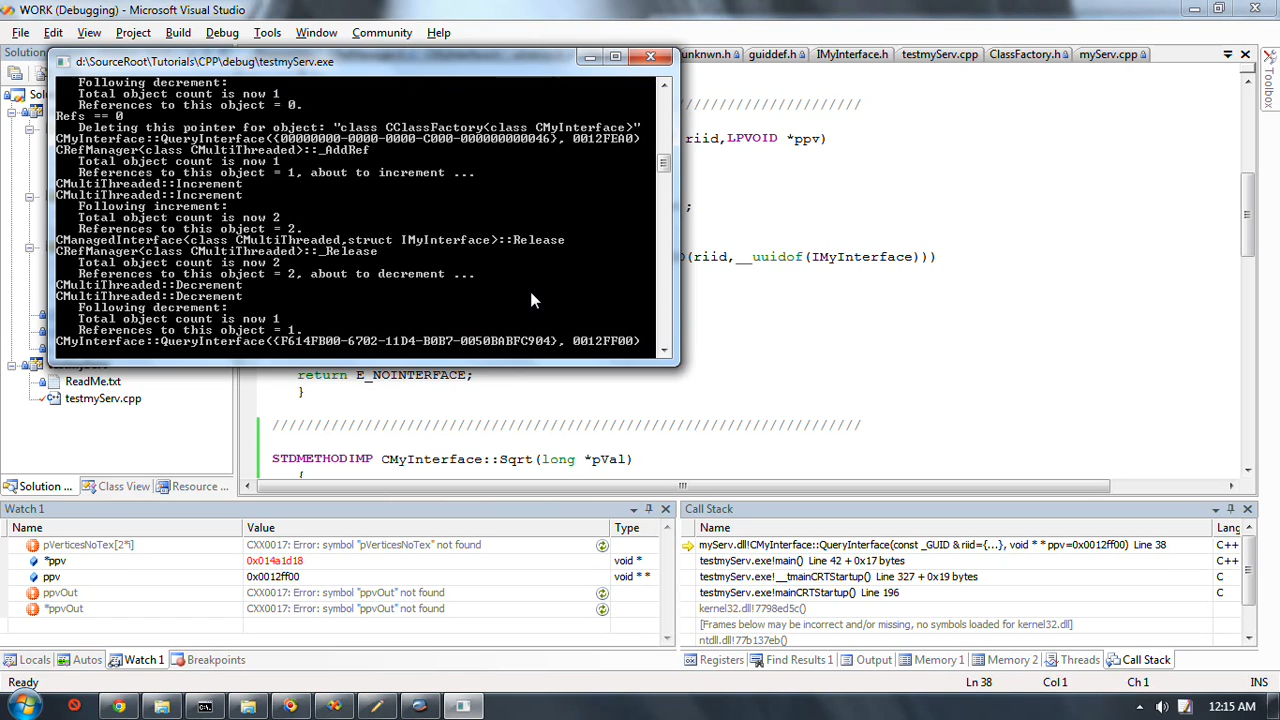 WORK (Debugging) - Microsoft Visual Studio
File Edit View Project Build Debug Tools Window Community Help
unknwn.h guiddef.h IMyInterface.h testmyServ.cpp ClassFactory.h myServ.cpp
Toolbox
d:\SourceRoot\Tutorials\CPP\debug\testmyServ.exe
Following decrement:
Total object count is now 1
References to this object = 0.
Refs == 0
Deleting this pointer for object: "class CClassFactory<class CMyInterface>"
CMyInterface::QueryInterface({00000000-0000-0000-C000-000000000046}, 0012FEA0)
CRefManager<class CMultiThreaded>::_AddRef
Total object count is now 1
References to this object = 1, about to increment ...
CMultiThreaded::Increment
CMultiThreaded::Increment
Following increment:
Total object count is now 2
References to this object = 2.
CManagedInterface<class CMultiThreaded,struct IMyInterface>::Release
CRefManager<class CMultiThreaded>::_Release
Total object count is now 2
References to this object = 2, about to decrement ...
CMultiThreaded::Decrement
CMultiThreaded::Decrement
Following decrement:
Total object count is now 1
References to this object = 1.
CMyInterface::QueryInterface({F614FB00-6702-11D4-B0B7-0050BABFC904}, 0012FF00)
//////////////////////
riid,LPVOID *ppv)
;
(riid,__uuidof(IMyInterface)))
return E_NOINTERFACE;
}
//////////////////////////////////////////////////////////////////////
STDMETHODIMP CMyInterface::Sqrt(long *pVal)
{
ReadMe.txt
testmyServ.cpp
Solution ... Class View Resource ...
Watch 1
Name Value Type
pVerticesNoTex[2*i] CXX0017: Error: symbol "pVerticesNoTex" not found
*ppv 0x014a1d18 void *
ppv 0x0012ff00 void * *
ppvOut CXX0017: Error: symbol "ppvOut" not found
*ppvOut CXX0017: Error: symbol "ppvOut" not found
Locals Autos Watch 1 Breakpoints
Call Stack
Name Lang
myServ.dll!CMyInterface::QueryInterface(const _GUID &riid={...}, void * * ppv=0x0012ff00) Line 38 C++
testmyServ.exe!main() Line 42 + 0x17 bytes C++
testmyServ.exe!__tmainCRTStartup() Line 327 + 0x19 bytes C
testmyServ.exe!mainCRTStartup() Line 196 C
kernel32.dll!7798ed5c()
[Frames below may be incorrect and/or missing, no symbols loaded for kernel32.dll]
ntdll.dll!77b137eb()
Registers Find Results 1 Output Memory 1 Memory 2 Threads Call Stack
Ready Ln 38 Col 1 Ch 1 INS
12:15 AM